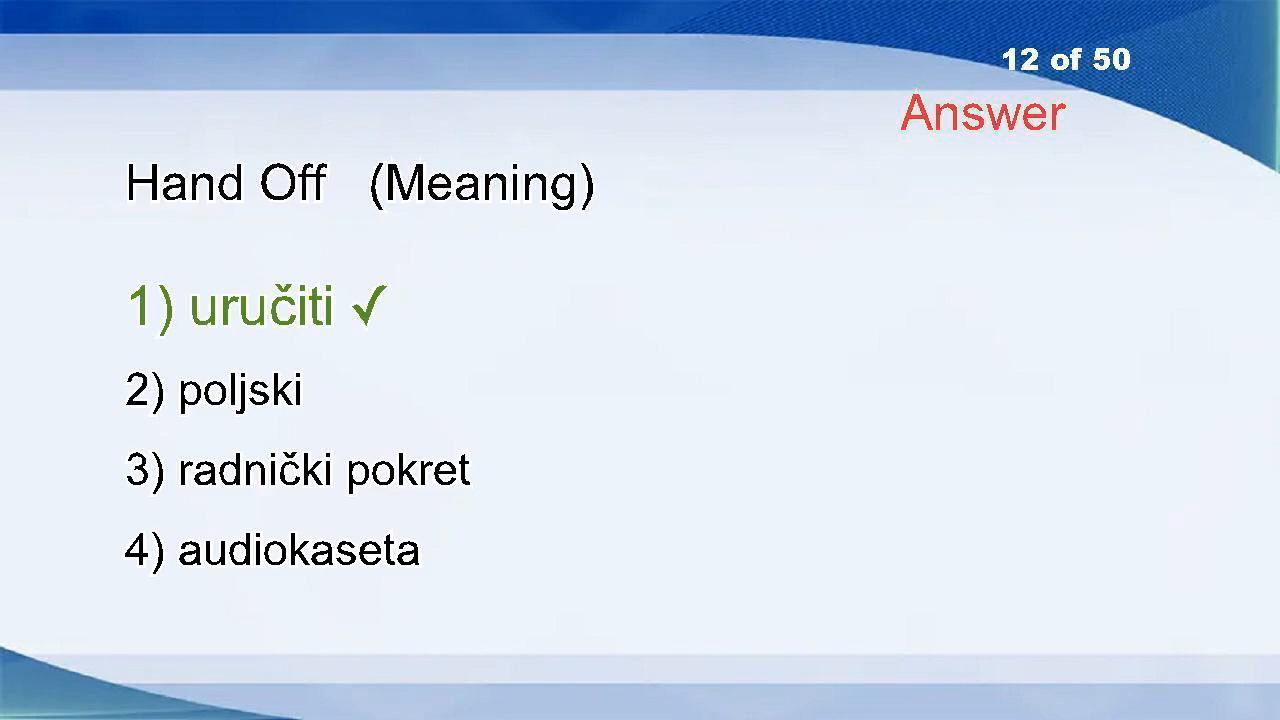 12 of 50
Answer
Hand Off (Meaning)
1) uručiti ✓
2) poljski
3) radnički pokret
4) audiokaseta